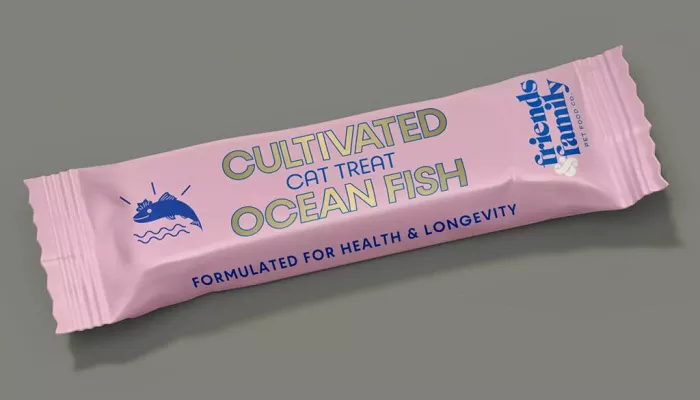 CULTIVATED
CAT TREAT
OCEAN FISH
FORMULATED FOR HEALTH & LONGEVITY
friends
& family
PET FOOD CO.